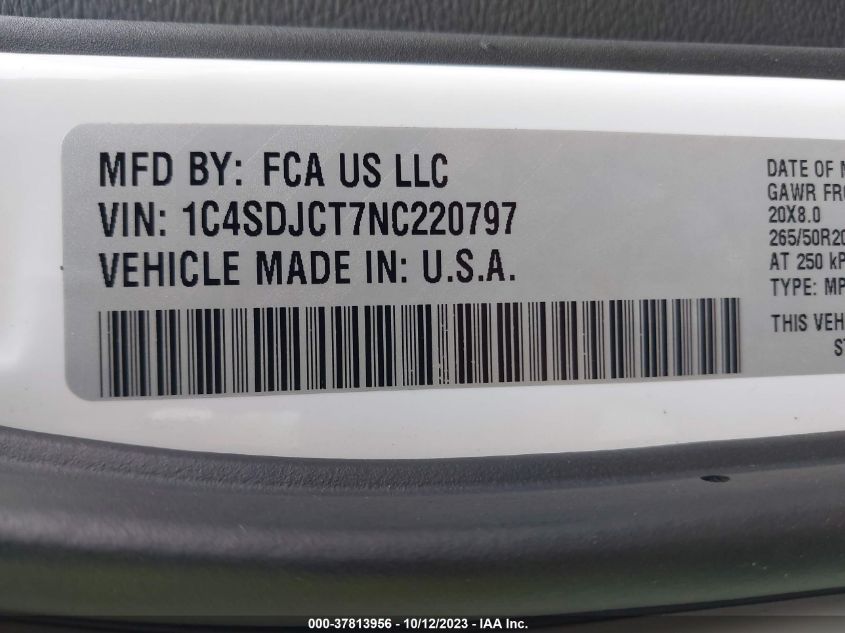 MFD BY: FCA US LLC
VIN: 1C4SDJCT7NC220797
VEHICLE MADE IN: U.S.A.
DATE OF
GAWR
20X8.0
265/50R20
AT 250
TYPE:
THIS
000-37813956 - 10/12/2023 - IAA Inc.